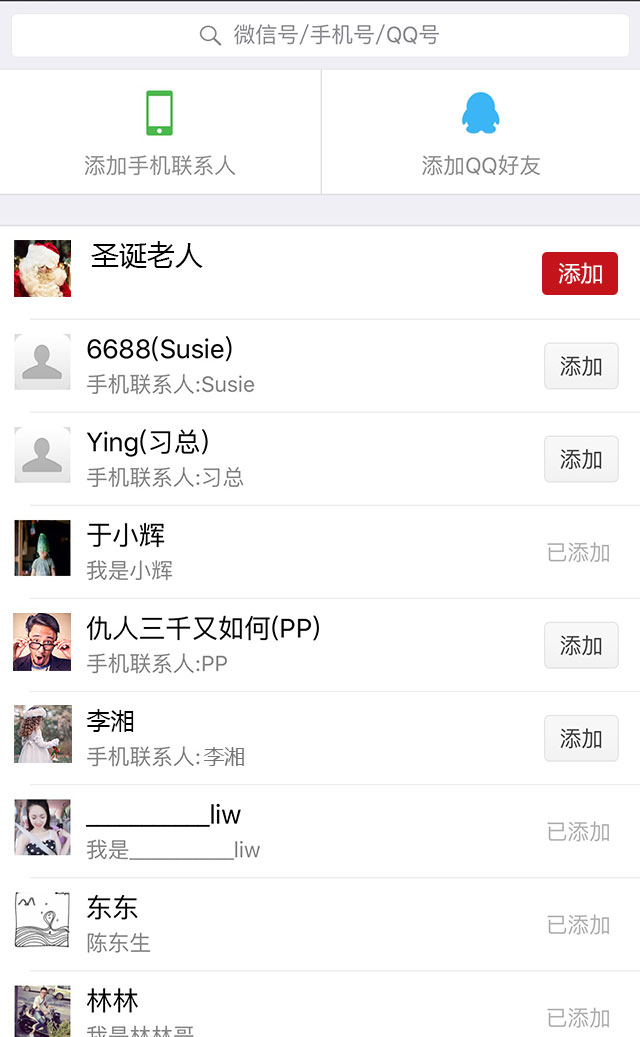 微信号/手机号/QQ号
添加手机联系人
添加QQ好友
圣诞老人
添加
6688(Susie)
手机联系人:Susie
添加
Ying(习总)
手机联系人:习总
添加
于小辉
我是小辉
已添加
仇人三千又如何(PP)
手机联系人:PP
添加
李湘
手机联系人:李湘
添加
___________liw
我是__________liw
已添加
东东
陈东生
已添加
林林
我是林林哥
已添加